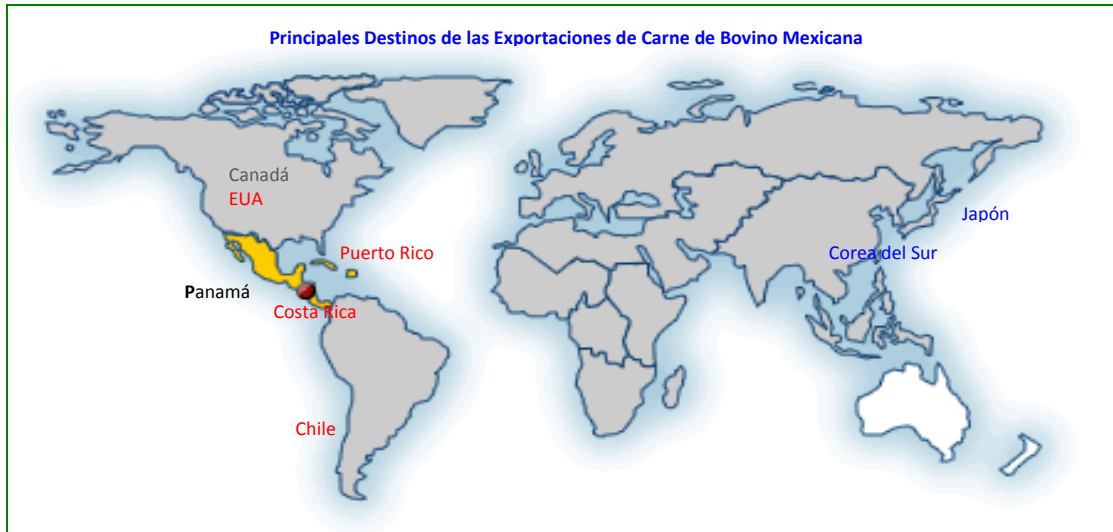 Principales Destinos de las Exportaciones de Carne de Bovino Mexicana
Canadá
EUA
Japón
Puerto Rico
Corea del Sur
Panamá
Costa Rica
Chile